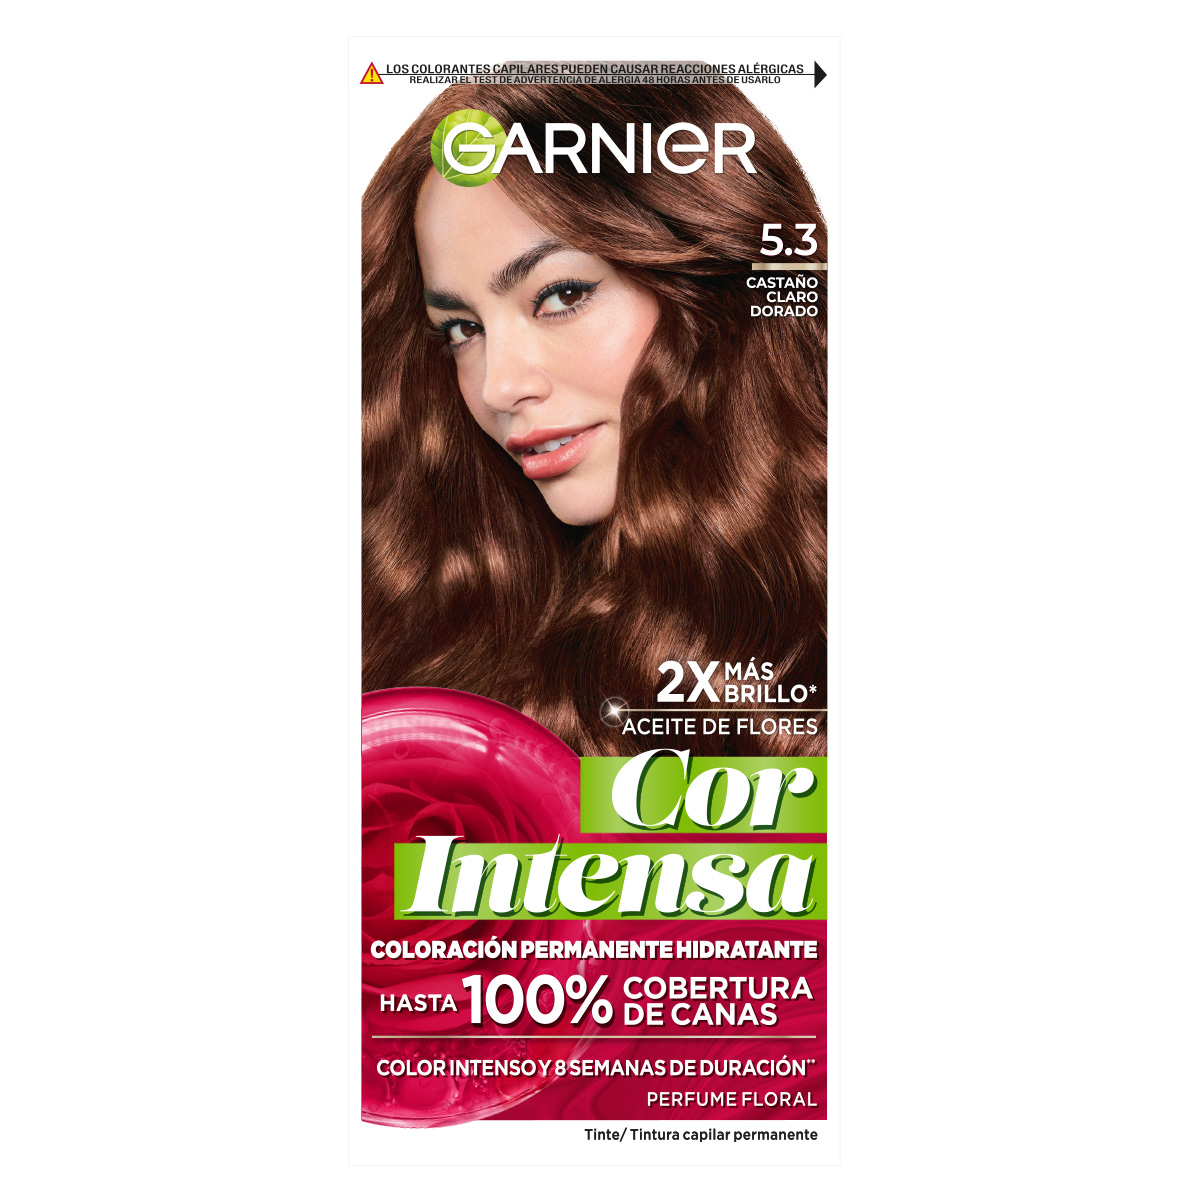 LOS COLORANTES CAPILARES PUEDEN CAUSAR REACCIONES ALÉRGICAS
REALIZAR EL TEST DE ADVERTENCIA DE ALERGIA 48 HORAS ANTES DE USARLO
GARNIER
5.3
CASTAÑO
CLARO
DORADO
2X MÁS
BRILLO*
ACEITE DE FLORES
Cor
Intensa
COLORACIÓN PERMANENTE HIDRATANTE
HASTA 100% COBERTURA
DE CANAS
COLOR INTENSO Y 8 SEMANAS DE DURACIÓN**
PERFUME FLORAL
Tinte/ Tintura capilar permanente